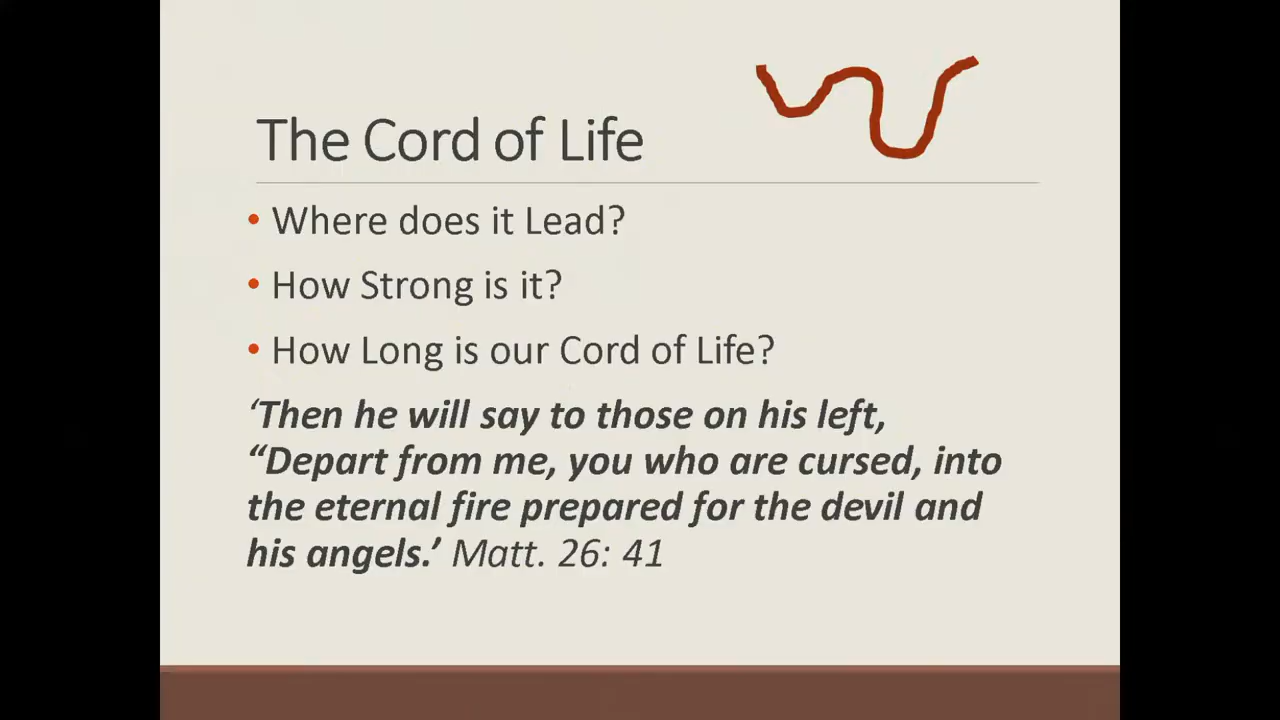 The Cord of Life
• Where does it Lead?
• How Strong is it?
• How Long is our Cord of Life?
‘Then he will say to those on his left,
“Depart from me, you who are cursed, into
the eternal fire prepared for the devil and
his angels.’ Matt. 26: 41